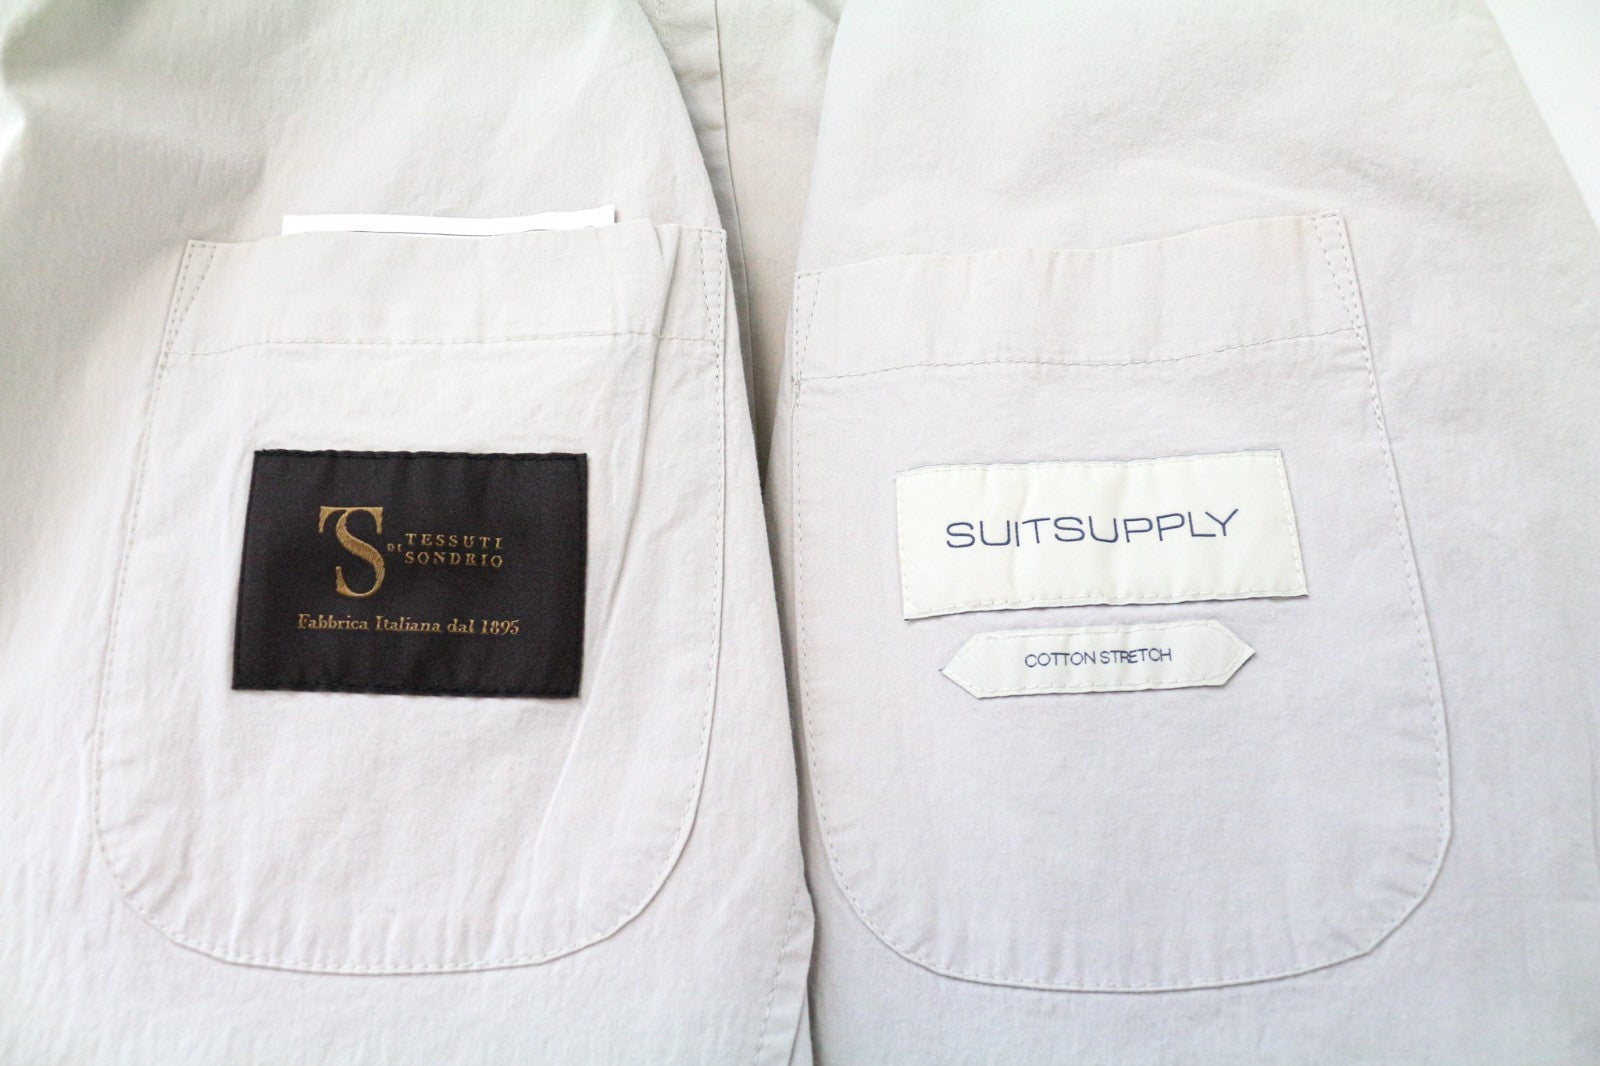 TS
DI TESSUTI
SONDRIO
Fabbrica Italiana dal 1895
SUITSUPPLY
COTTON STRETCH